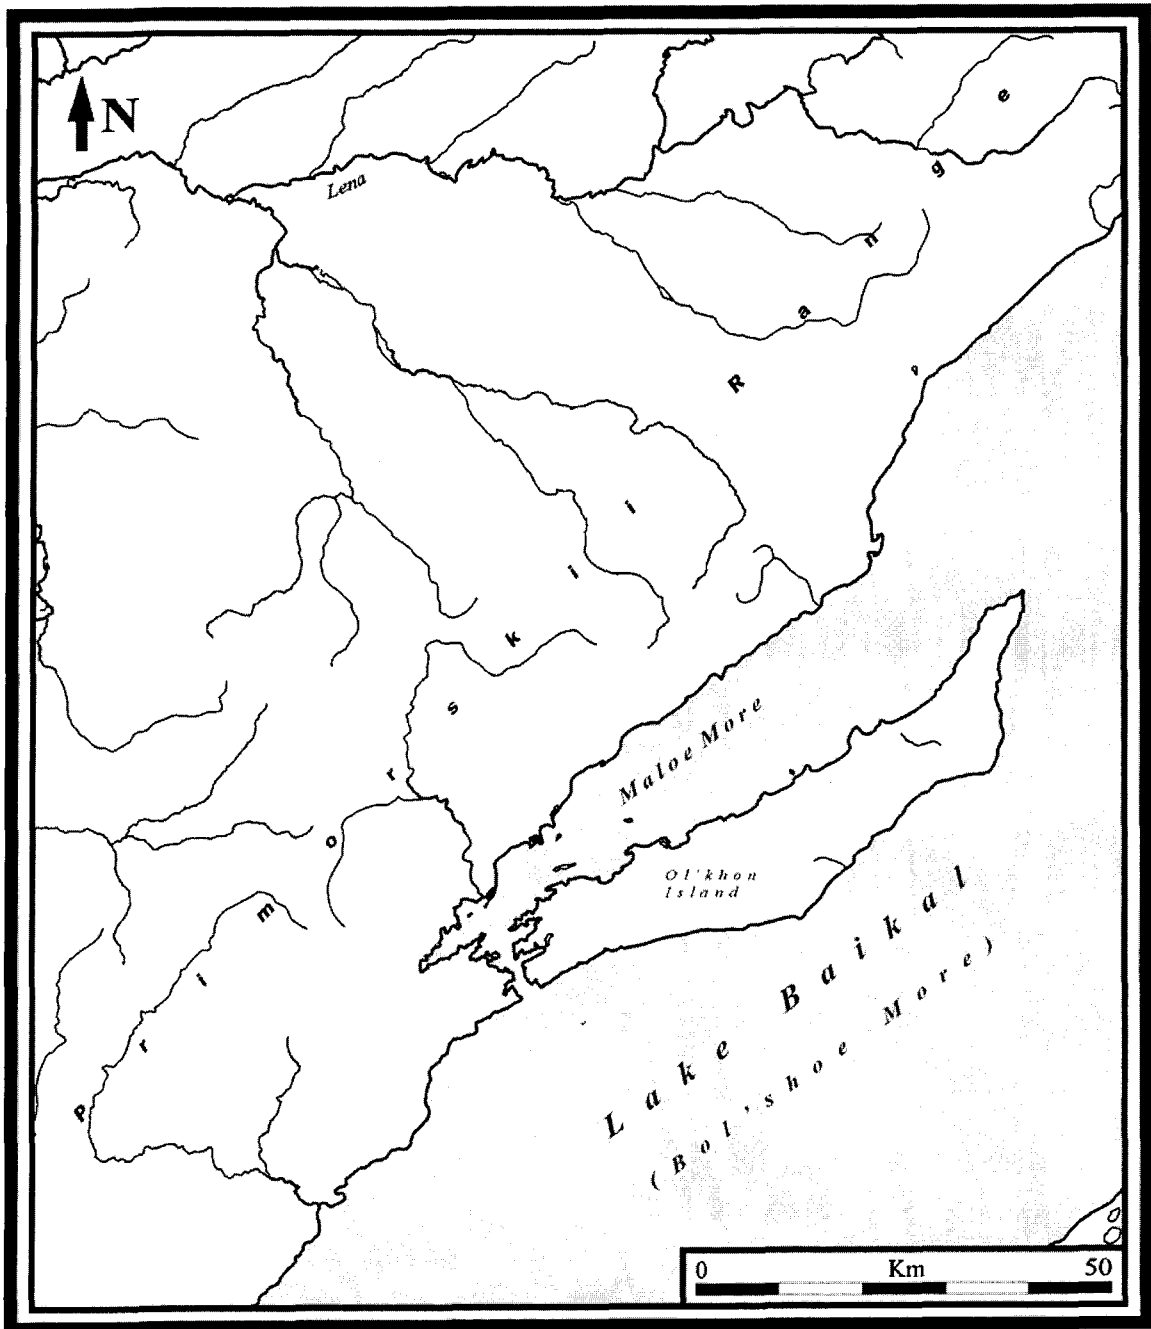 N
Lena
Primorskii Range
Maloe More
Ol'khon
Island
Lake Baikal
(Bol'shoe More)
0 Km 50